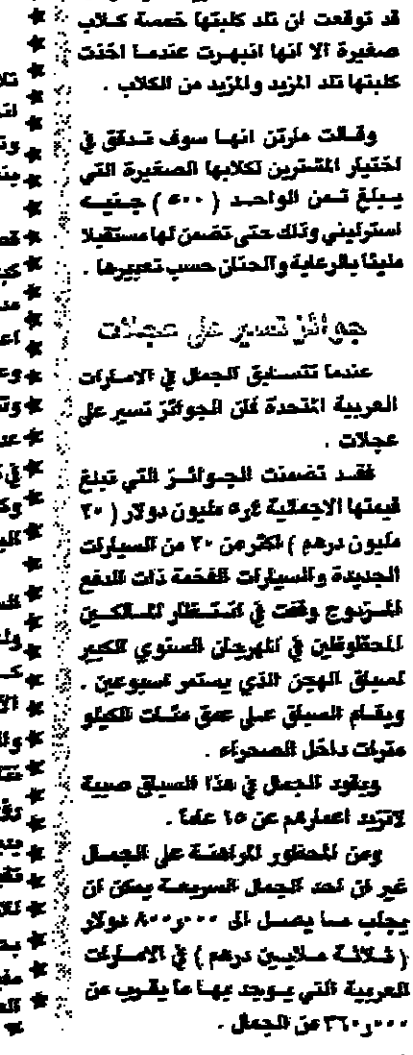 قد توقعت ان تلد كلبتها خمسة كلاب
صغيرة الا انها انبهرت عندما اخذت
كلبتها تلد المزيد والمزيد من الكلاب .
وقالت مارتن انها سوف تدقق في
اختيار المشترين لكلابها الصغيرة التي
يبلغ ثمن الواحد ( ٥٠٠ ) جنيه
استرليني وذلك حتى تضمن لها مستقبلا
مليئا بالرعاية والحنان حسب تعبيرها .
جوائز تسير على عجلات
عندما تتسابق الجمال في الامارات
العربية المتحدة فان الجوائز تسير على
عجلات .
فقد تضمنت الجوائز التي تبلغ
قيمتها الاجمالية ٤ر٥ مليون دولار ( ٢٠
مليون درهم ) اكثر من ٣٠ من السيارات
الجديدة والسيارات الفخمة ذات الدفع
المزدوج وقفت في انتظار المالكين
المحظوظين في المهرجان السنوي الكبير
لسباق الهجن الذي يستمر اسبوعين .
ويقام السباق على عمق مئات الكيلو
مترات داخل الصحراء .
ويقود الجمال في هذا السباق صبية
لاتزيد اعمارهم عن ١٥ عاما .
ومن المحظور المراهنة على الجمال
غير ان احد الجمال السريعة يمكن ان
يجلب ما يصل الى ٠٠٠ر٨٠٠ دولار
( ثلاثة ملايين درهم ) في الامارات
العربية التي يوجد بها ما يقرب من
٠٠٠ر٣٦٠ من الجمال .